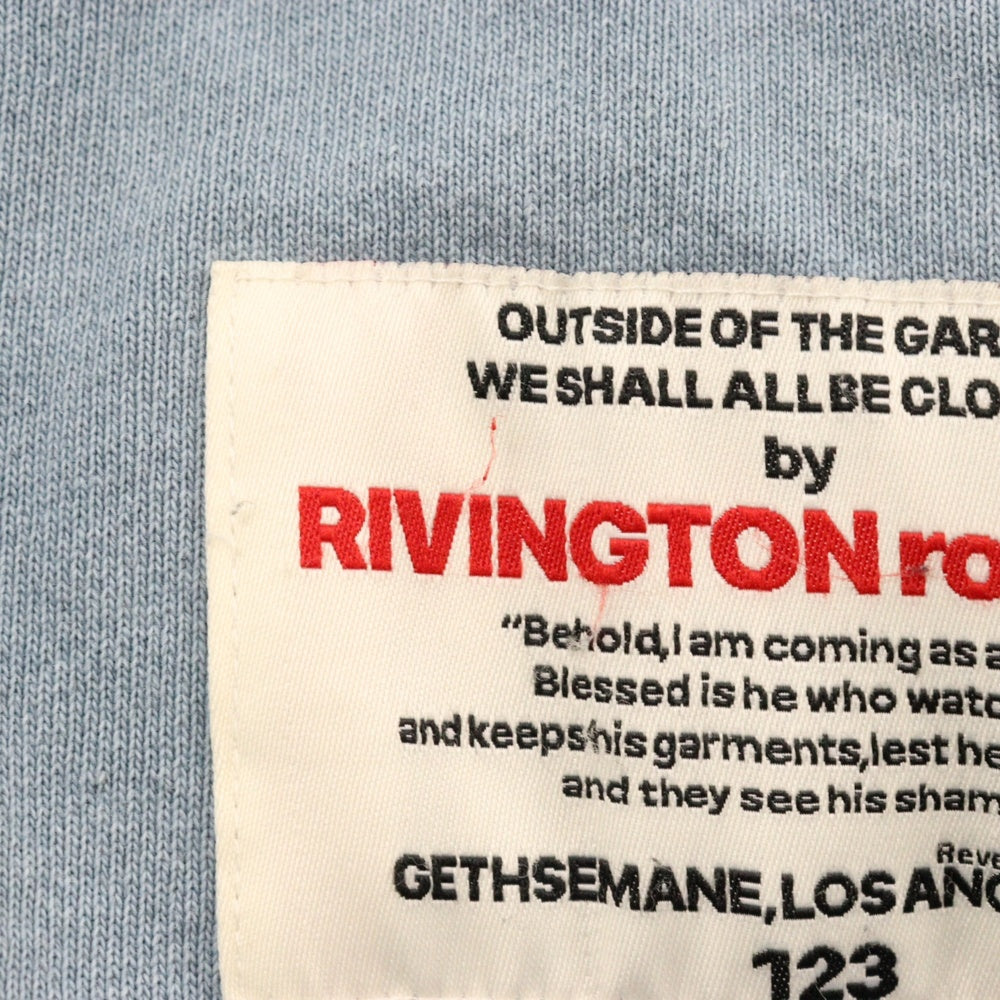 OUTSIDE OF THE GAR
WE SHALL ALL BE CLO
by
RIVINGTON ro
“Behold, I am coming as a
Blessed is he who watc
and keeps his garments, lest he
and they see his sham
Reve
GETHSEMANE, LOS ANG
123